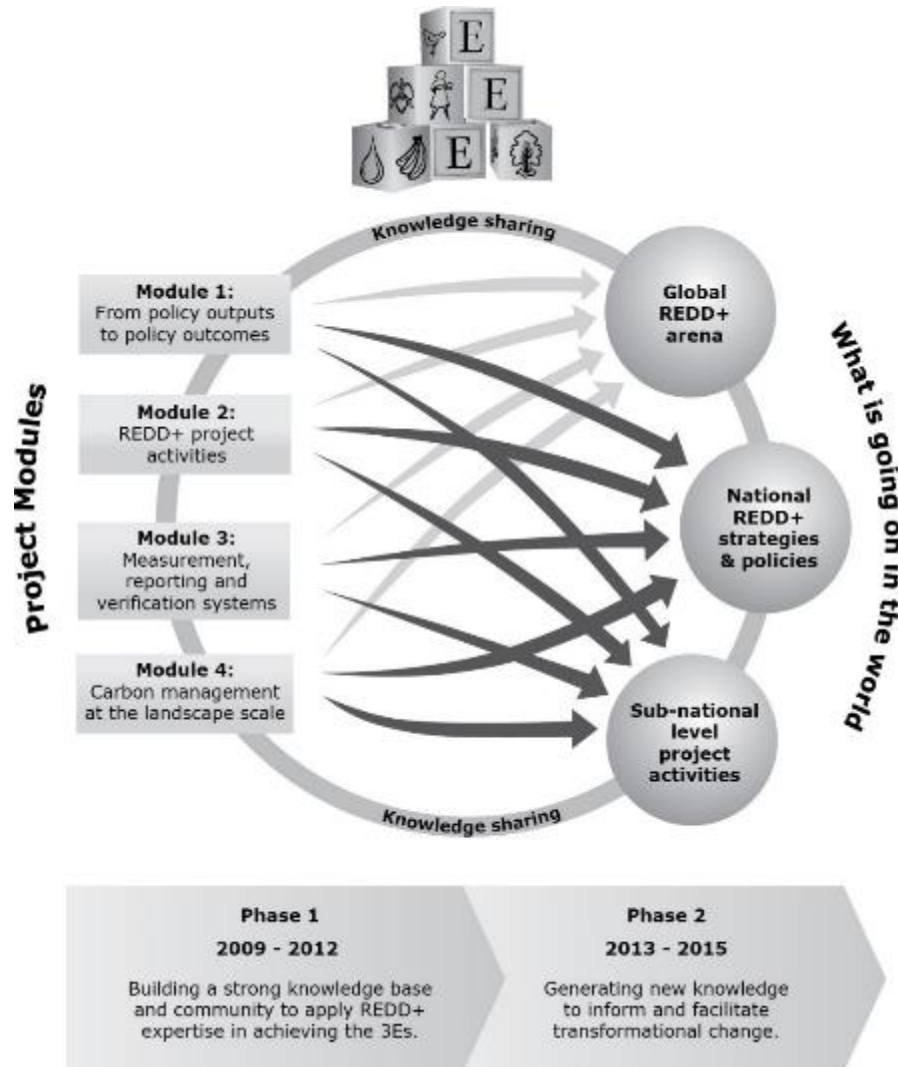 E
E
E
Knowledge sharing
Module 1:
From policy outputs
to policy outcomes
Module 2:
REDD+ project
activities
Module 3:
Measurement,
reporting and
verification systems
Module 4:
Carbon management
at the landscape scale
Project Modules
Global
REDD+
arena
National
REDD+
strategies
& policies
Sub-national
level
project
activities
What is going on in the world
Knowledge sharing
Phase 1
2009 - 2012
Building a strong knowledge base
and community to apply REDD+
expertise in achieving the 3Es.
Phase 2
2013 - 2015
Generating new knowledge
to inform and facilitate
transformational change.